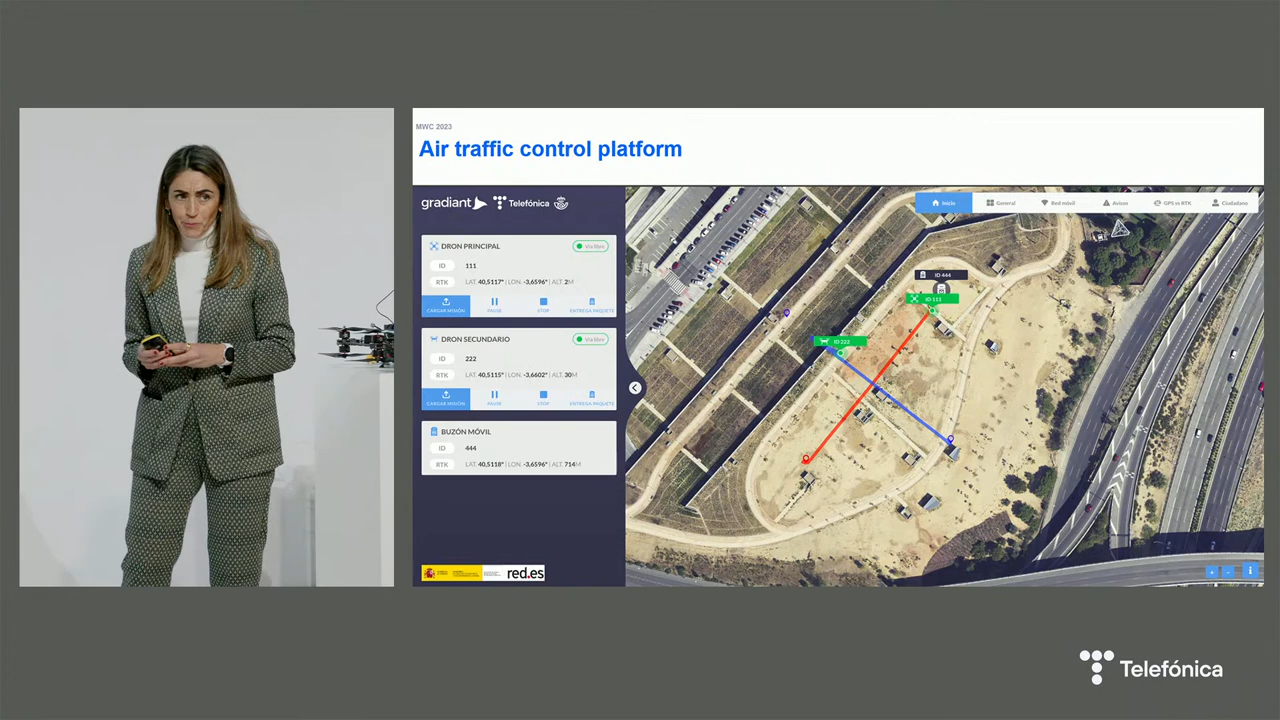 MWC 2023
Air traffic control platform
gradiant Telefónica
Inicio General Red móvil Avisos GPS vs RTK Ciudadano
DRON PRINCIPAL Vía libre
ID 111
RTK LAT: 40,5117° | LON: -3,6596° | ALT: 2M
CARGAR MISIÓN PAUSE STOP ENTREGA PAQUETE
DRON SECUNDARIO Vía libre
ID 222
RTK LAT: 40,5115° | LON: -3,6602° | ALT: 30M
CARGAR MISIÓN PAUSE STOP ENTREGA PAQUETE
BUZÓN MÓVIL
ID 444
RTK LAT: 40,5118° | LON: -3,6596° | ALT: 714M
ID 444
ID 111
ID 222
red.es
Telefónica